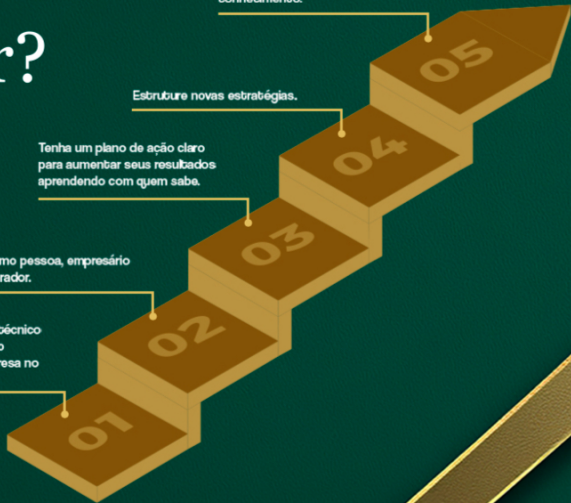 r?
05
Estruture novas estratégias.
04
Tenha um plano de ação claro
para aumentar seus resultados
aprendendo com quem sabe.
03
mo pessoa, empresário
rador.
02
técnico
o
resa no
01